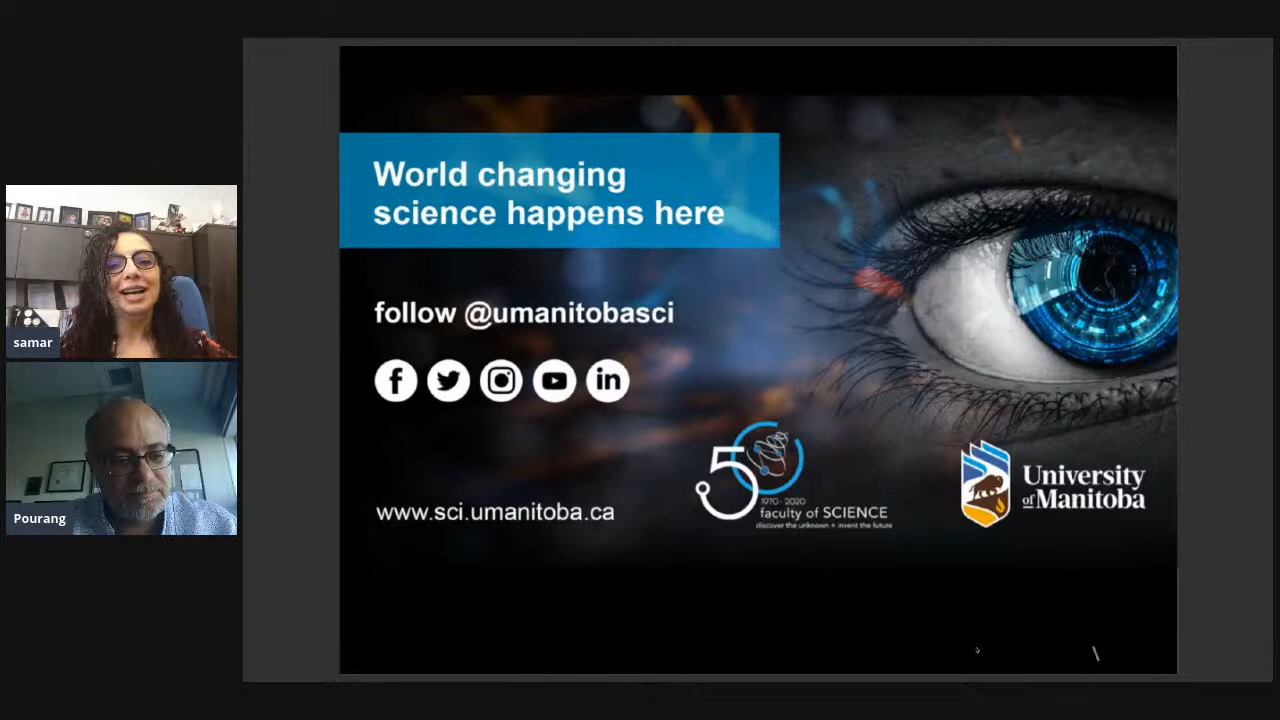 World changing
science happens here
follow @umanitobasci
www.sci.umanitoba.ca
50
1970 - 2020
faculty of SCIENCE
discover the unknown + invent the future
University
of Manitoba
samar
Pourang